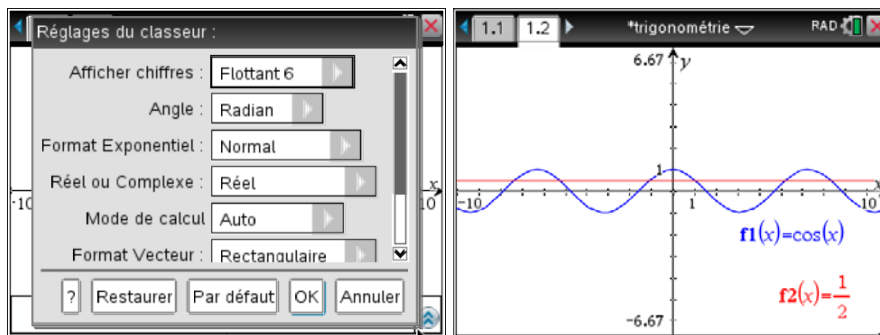 Réglages du classeur :
Afficher chiffres : Flottant 6
Angle : Radian
Format Exponentiel : Normal
Réel ou Complexe : Réel
Mode de calcul Auto
Format Vecteur : Rectangulaire
? Restaurer Par défaut OK Annuler
-10 x 10
1.1 1.2 *trigonométrie RAD
6.67 y
1
-10 1 10 x
f1(x)=cos(x)
f2(x)=1/2
-6.67